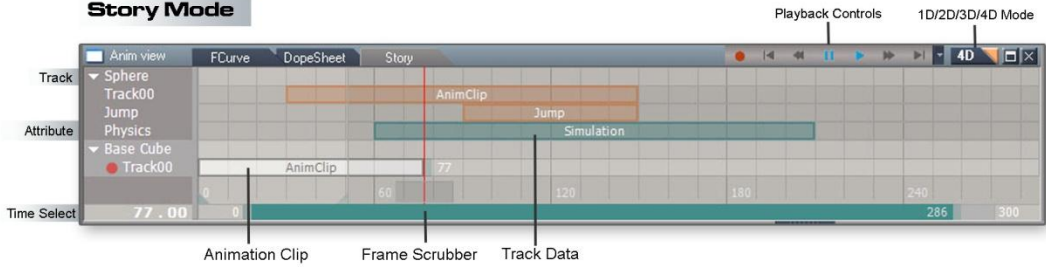 Story Mode
Playback Controls
1D/2D/3D/4D Mode
Anim view
FCurve
DopeSheet
Story
4D
Track
Sphere
Track00
AnimClip
Jump
Jump
Attribute
Physics
Simulation
Base Cube
Track00
AnimClip
77
0
60
120
180
240
Time Select
77.00
0
286
300
Animation Clip
Frame Scrubber
Track Data